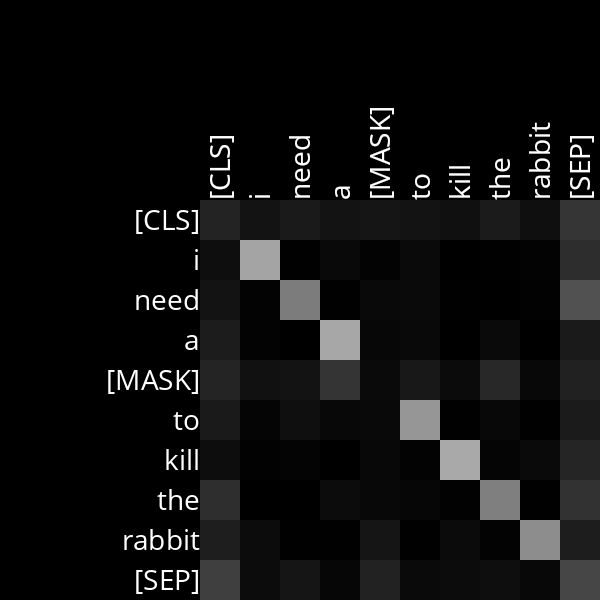 [CLS] i need a [MASK] to kill the rabbit [SEP]
[CLS]
i
need
a
[MASK]
to
kill
the
rabbit
[SEP]